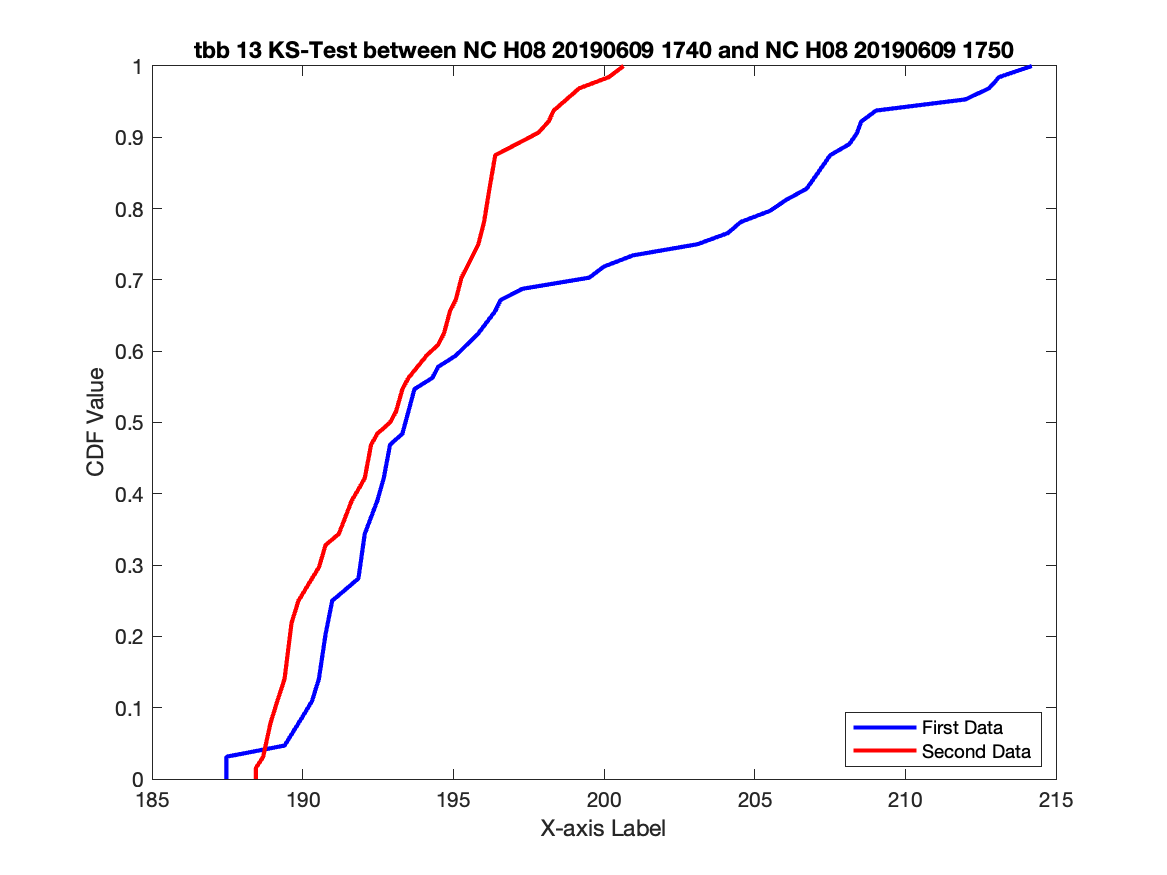 tbb 13 KS-Test between NC H08 20190609 1740 and NC H08 20190609 1750
1
0.9
0.8
0.7
0.6
0.5
0.4
0.3
0.2
0.1
0
CDF Value
First Data
Second Data
185 190 195 200 205 210 215
X-axis Label